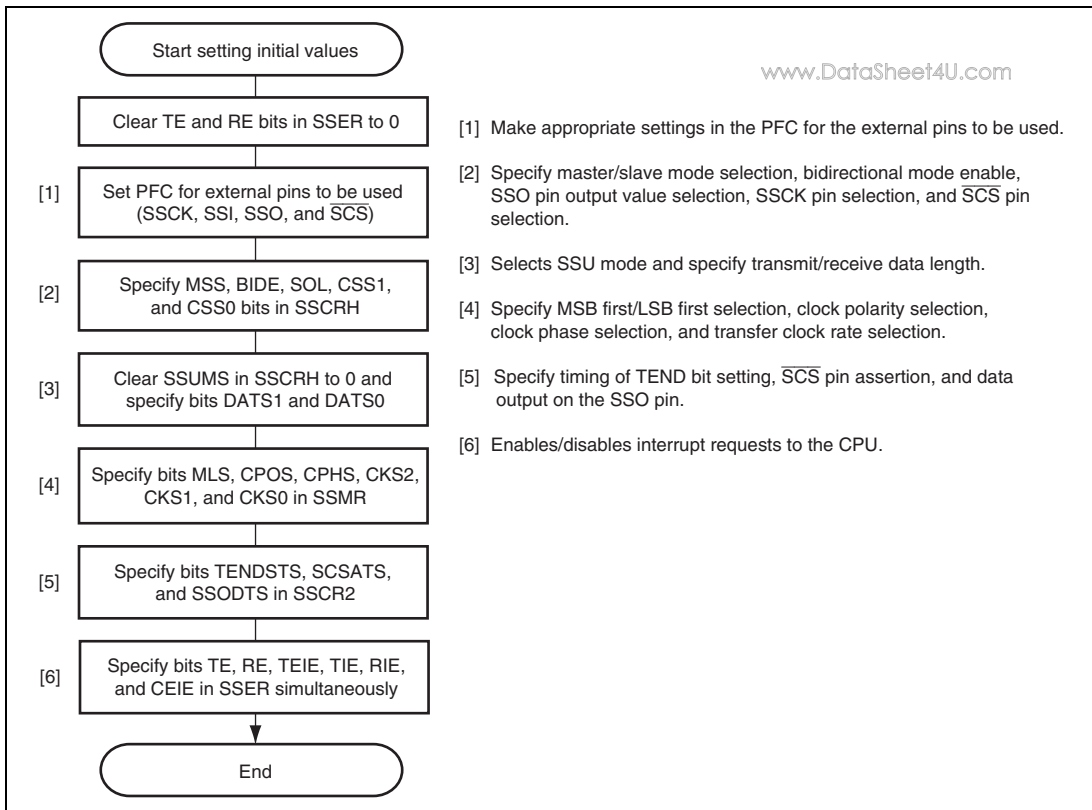 Start setting initial values
www.DataSheet4U.com
Clear TE and RE bits in SSER to 0
[1] Set PFC for external pins to be used
(SSCK, SSI, SSO, and S̅C̅S̅)
[2] Specify MSS, BIDE, SOL, CSS1,
and CSS0 bits in SSCRH
[3] Clear SSUMS in SSCRH to 0 and
specify bits DATS1 and DATS0
[4] Specify bits MLS, CPOS, CPHS, CKS2,
CKS1, and CKS0 in SSMR
[5] Specify bits TENDSTS, SCSATS,
and SSODTS in SSCR2
[6] Specify bits TE, RE, TEIE, TIE, RIE,
and CEIE in SSER simultaneously
End
[1] Make appropriate settings in the PFC for the external pins to be used.
[2] Specify master/slave mode selection, bidirectional mode enable,
SSO pin output value selection, SSCK pin selection, and S̅C̅S̅ pin
selection.
[3] Selects SSU mode and specify transmit/receive data length.
[4] Specify MSB first/LSB first selection, clock polarity selection,
clock phase selection, and transfer clock rate selection.
[5] Specify timing of TEND bit setting, S̅C̅S̅ pin assertion, and data
output on the SSO pin.
[6] Enables/disables interrupt requests to the CPU.